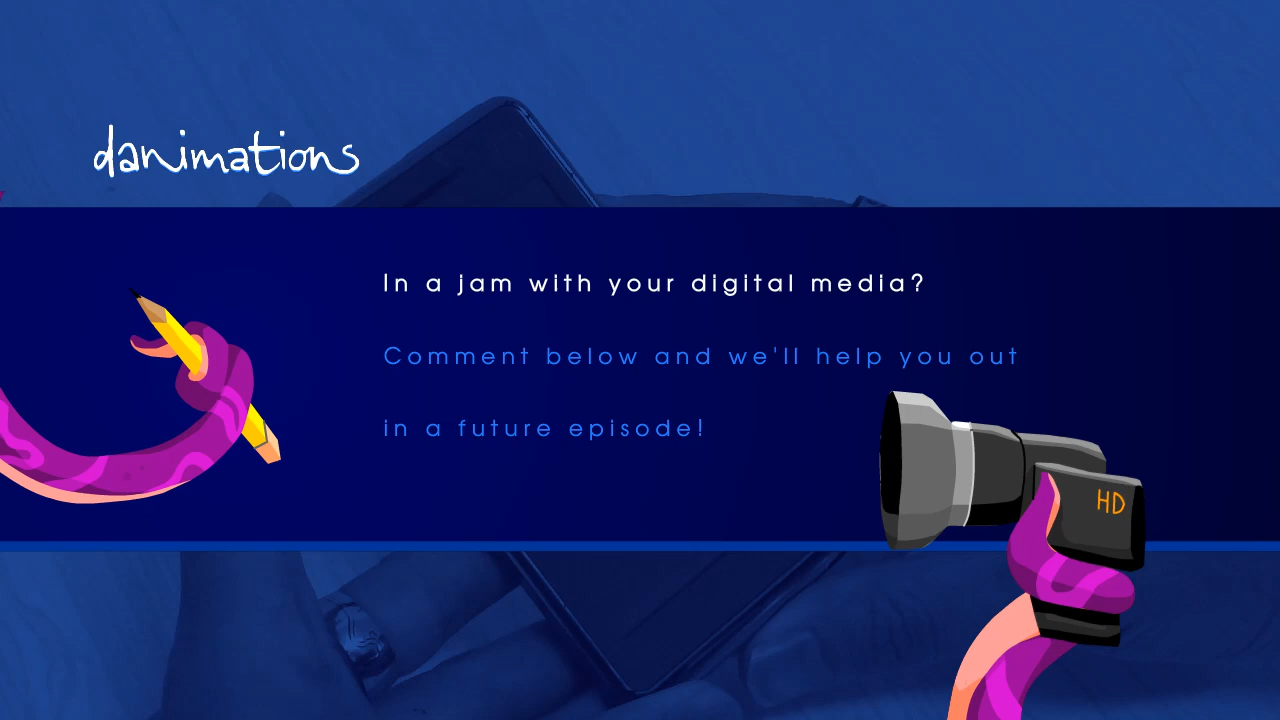 danimations
In a jam with your digital media?
Comment below and we'll help you out
in a future episode!
HD